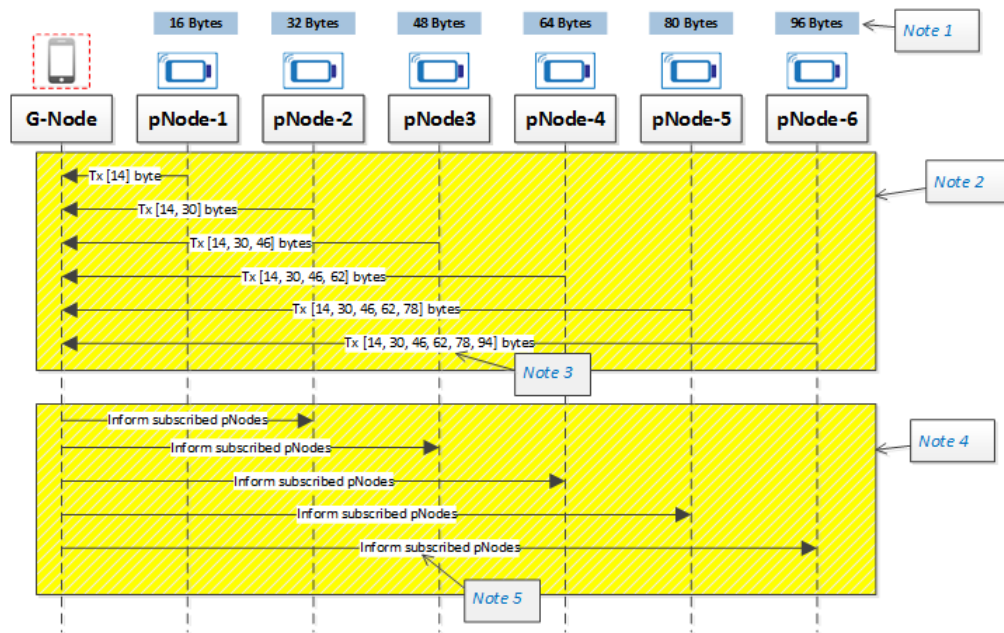 16 Bytes
32 Bytes
48 Bytes
64 Bytes
80 Bytes
96 Bytes
Note 1
G-Node
pNode-1
pNode-2
pNode3
pNode-4
pNode-5
pNode-6
Tx [14] byte
Note 2
Tx [14, 30] bytes
Tx [14, 30, 46] bytes
Tx [14, 30, 46, 62] bytes
Tx [14, 30, 46, 62, 78] bytes
Tx [14, 30, 46, 62, 78, 94] bytes
Note 3
Inform subscribed pNodes
Note 4
Inform subscribed pNodes
Inform subscribed pNodes
Inform subscribed pNodes
Inform subscribed pNodes
Note 5